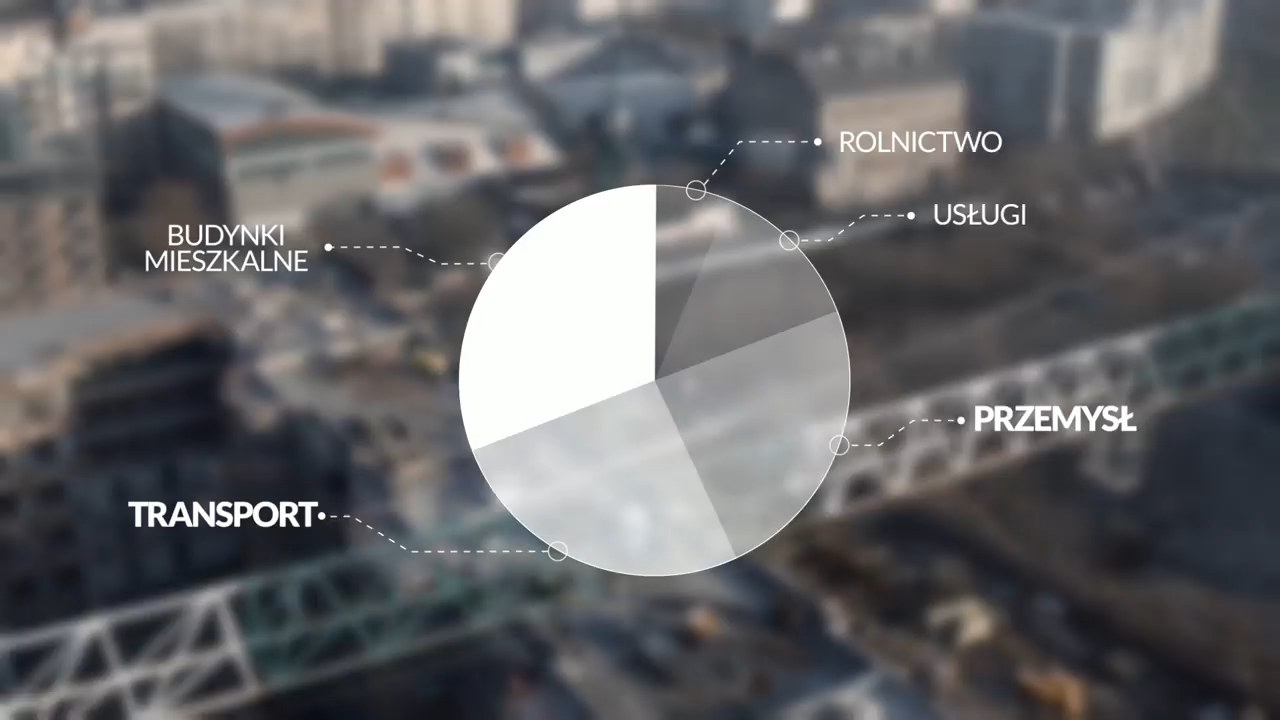 ROLNICTWO
USŁUGI
BUDYNKI
MIESZKALNE
PRZEMYSŁ
TRANSPORT